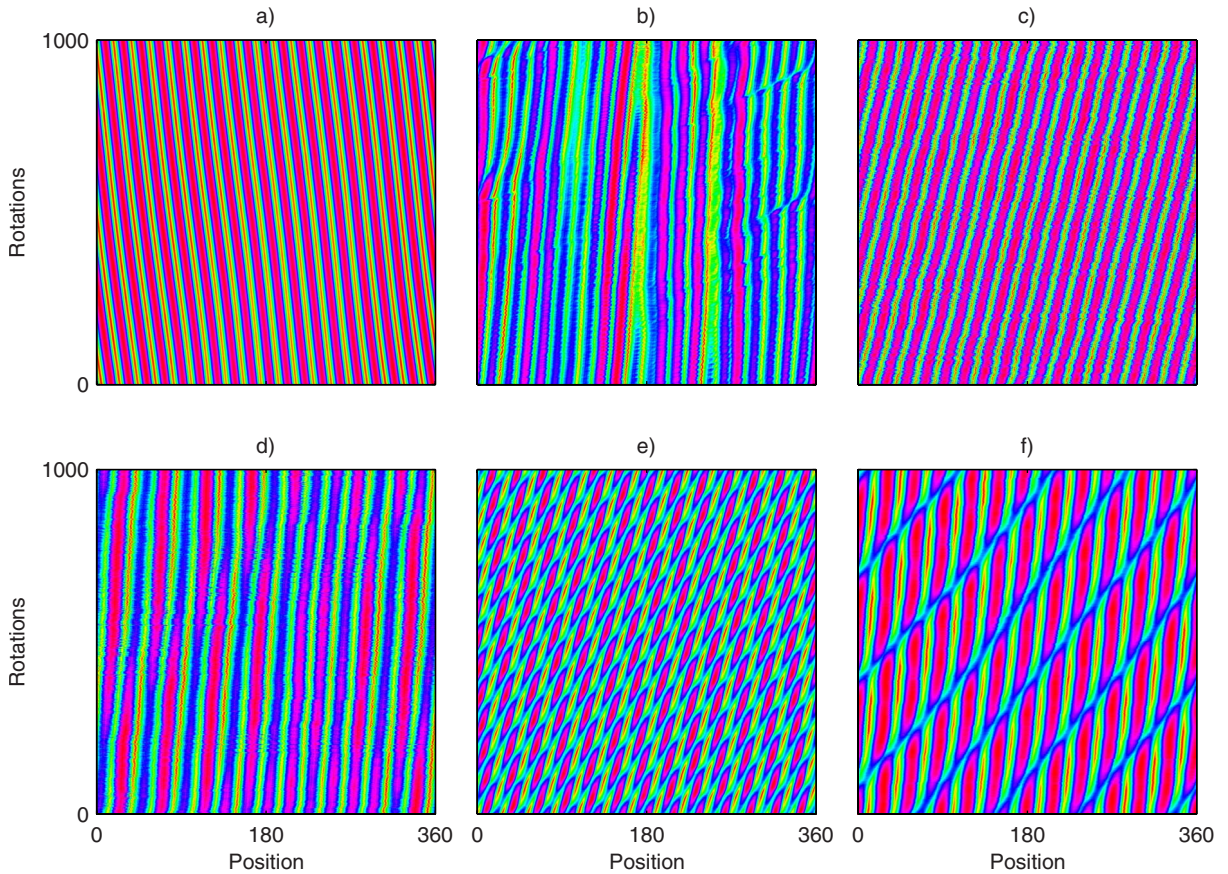 a)
b)
c)
1000
Rotations
0
d)
e)
f)
1000
Rotations
0
0 180 360
0 180 360
0 180 360
Position
Position
Position